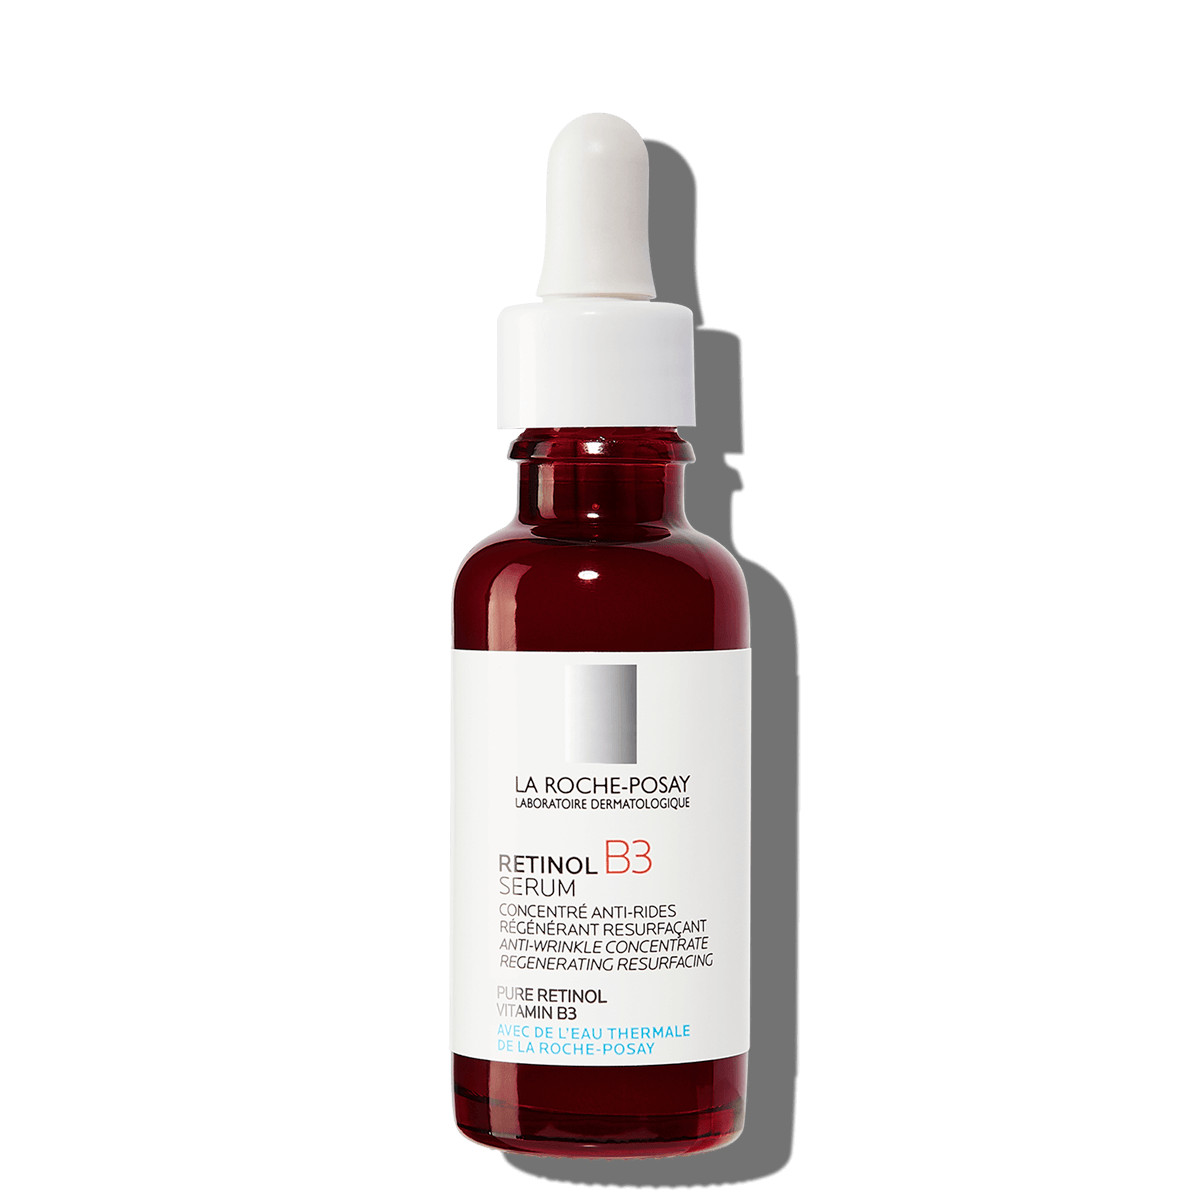 LA ROCHE-POSAY
LABORATOIRE DERMATOLOGIQUE
RETINOL B3
SERUM
CONCENTRÉ ANTI-RIDES
RÉGÉNÉRANT RESURFAÇANT
ANTI-WRINKLE CONCENTRATE
REGENERATING RESURFACING
PURE RETINOL
VITAMIN B3
AVEC DE L'EAU THERMALE
DE LA ROCHE-POSAY